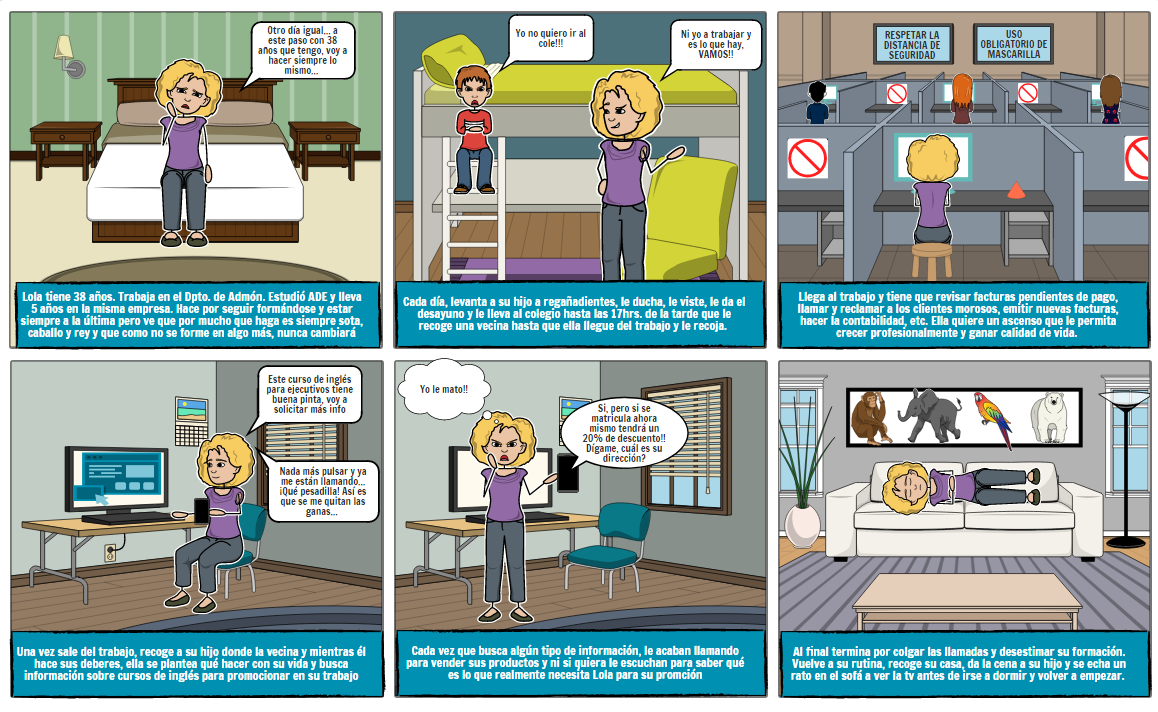 Otro día igual... a
este paso con 38
años que tengo, voy a
hacer siempre lo
mismo...
Lola tiene 38 años. Trabaja en el Dpto. de Admón. Estudió ADE y lleva
5 años en la misma empresa. Hace por seguir formándose y estar
siempre a la última pero ve que por mucho que haga es siempre sota,
caballo y rey y que como no se forme en algo más, nunca cambiará
Yo no quiero ir al
cole!!!
Ni yo a trabajar y
es lo que hay,
VAMOS!!
Cada día, levanta a su hijo a regañadientes, le ducha, le viste, le da el
desayuno y le lleva al colegio hasta las 17hrs. de la tarde que le
recoge una vecina hasta que ella llegue del trabajo y le recoja.
RESPETAR LA
DISTANCIA DE
SEGURIDAD
USO
OBLIGATORIO DE
MASCARILLA
Llega al trabajo y tiene que revisar facturas pendientes de pago,
llamar y reclamar a los clientes morosos, emitir nuevas facturas,
hacer la contabilidad, etc. Ella quiere un ascenso que le permita
crecer profesionalmente y ganar calidad de vida.
Este curso de inglés
para ejecutivos tiene
buena pinta, voy a
solicitar más info
Nada más pulsar y ya
me están llamando...
¡Qué pesadilla! Así es
que se me quitan las
ganas...
Una vez sale del trabajo, recoge a su hijo donde la vecina y mientras él
hace sus deberes, ella se plantea qué hacer con su vida y busca
información sobre cursos de inglés para promocionar en su trabajo
Yo le mato!!
Si, pero si se
matricula ahora
mismo tendrá un
20% de descuento!!
Dígame, cuál es su
dirección?
Cada vez que busca algún tipo de información, le acaban llamando
para vender sus productos y ni si quiera le escuchan para saber qué
es lo que realmente necesita Lola para su promción
Al final termina por colgar las llamadas y desestimar su formación.
Vuelve a su rutina, recoge su casa, da la cena a su hijo y se echa un
rato en el sofá a ver la tv antes de irse a dormir y volver a empezar.